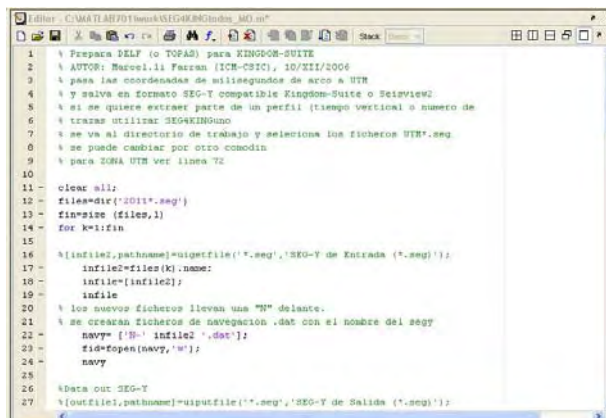 Editor - C:\MATLAB701\work\SEG4KINGtodos_MO.m*
Stack:
1 % Prepara DELF (o TOPAS) para KINGDOM-SUITE
2 % AUTOR: Marcel.li Farran (ICM-CSIC), 10/XII/2006
3 % pasa las coordenadas de milisegundos de arco a UTM
4 % y salva en formato SEG-Y compatible Kingdom-Suite o Seisview2
5 % si se quiere extraer parte de un perfil (tiempo vertical o numero de
6 % trazas utilizar SEG4KINGuno
7 % se va al directorio de trabajo y seleciona los ficheros UTM*.seg
8 % se puede cambiar por otro comodin
9 % para ZONA UTM ver linea 72
10
11 - clear all;
12 - files=dir('2011*.seg')
13 - fin=size (files,1)
14 - for k=1:fin
15
16 %[infile2,pathname]=uigetfile('*.seg','SEG-Y de Entrada (*.seg)');
17 - infile2=files(k).name;
18 - infile=[infile2];
19 - infile
20 % los nuevos ficheros llevan una "N" delante.
21 % se crearan ficheros de navegacion .dat con el nombre del segy
22 - navy= ['N-' infile2 '.dat'];
23 - fid=fopen(navy,'w');
24 - navy
25
26 %Data out SEG-Y
27 %[outfile1,pathname]=uiputfile('*.seg','SEG-Y de Salida (*.seg)');